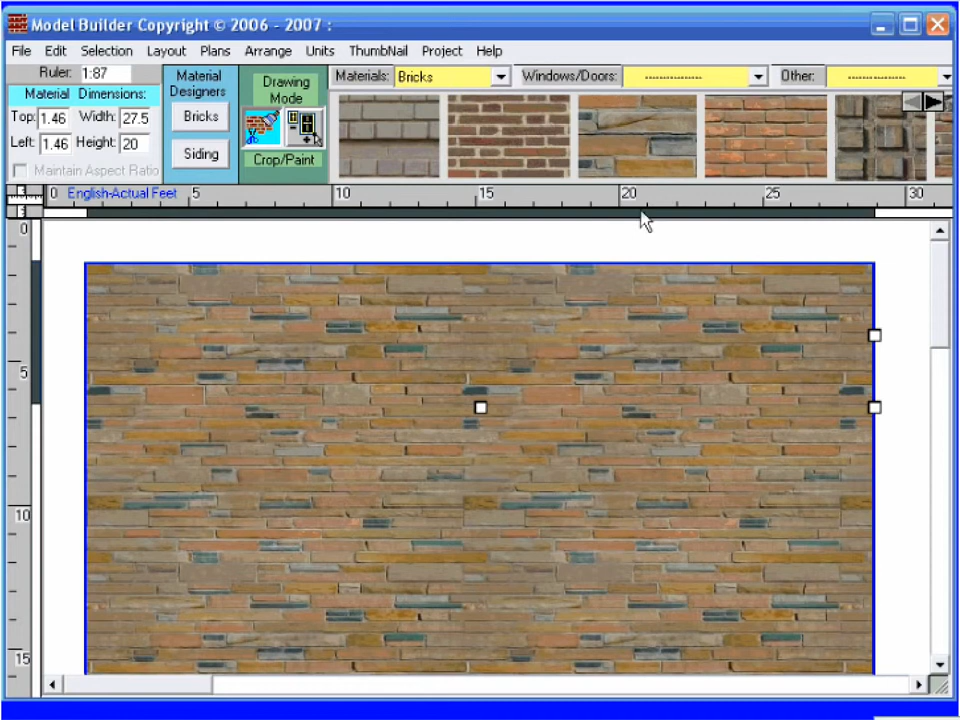 Model Builder Copyright © 2006 - 2007 :
File Edit Selection Layout Plans Arrange Units ThumbNail Project Help
Ruler: 1:87
Material Dimensions:
Top: 1.46 Width: 27.5
Left: 1.46 Height: 20
Maintain Aspect Ratio
Material
Designers
Bricks
Siding
Drawing
Mode
Crop/Paint
Materials: Bricks Windows/Doors: --------------- Other: ---------------
0 English-Actual Feet 5 10 15 20 25 30
0
5
10
15